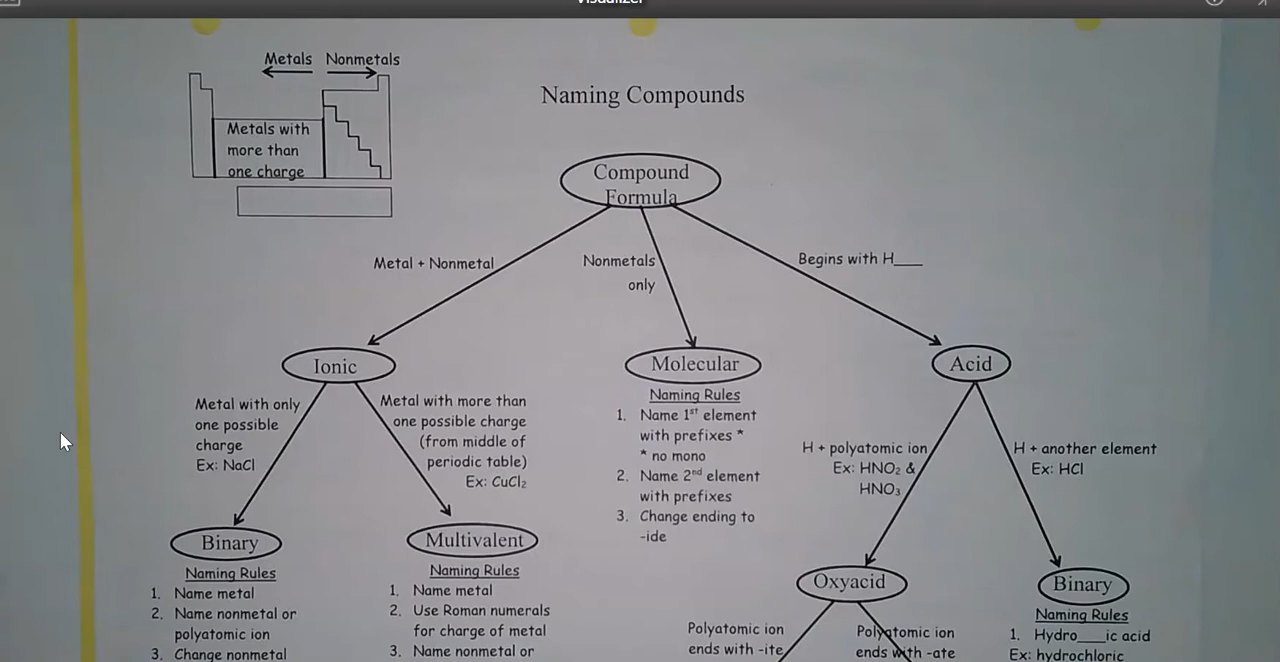 Visualizer
Metals Nonmetals
Metals with
more than
one charge
Naming Compounds
Compound
Formula
Metal + Nonmetal
Nonmetals
only
Begins with H___
Ionic
Molecular
Acid
Metal with only
one possible
charge
Ex: NaCl
Metal with more than
one possible charge
(from middle of
periodic table)
Ex: CuCl₂
Naming Rules
1. Name 1ˢᵗ element
with prefixes *
* no mono
2. Name 2ⁿᵈ element
with prefixes
3. Change ending to
-ide
H + polyatomic ion
Ex: HNO₂ &
HNO₃
H + another element
Ex: HCl
Binary
Naming Rules
1. Name metal
2. Name nonmetal or
polyatomic ion
3. Change nonmetal
Multivalent
Naming Rules
1. Name metal
2. Use Roman numerals
for charge of metal
3. Name nonmetal or
Oxyacid
Polyatomic ion
ends with -ite
Polyatomic ion
ends with -ate
Binary
Naming Rules
1. Hydro___ic acid
Ex: hydrochloric